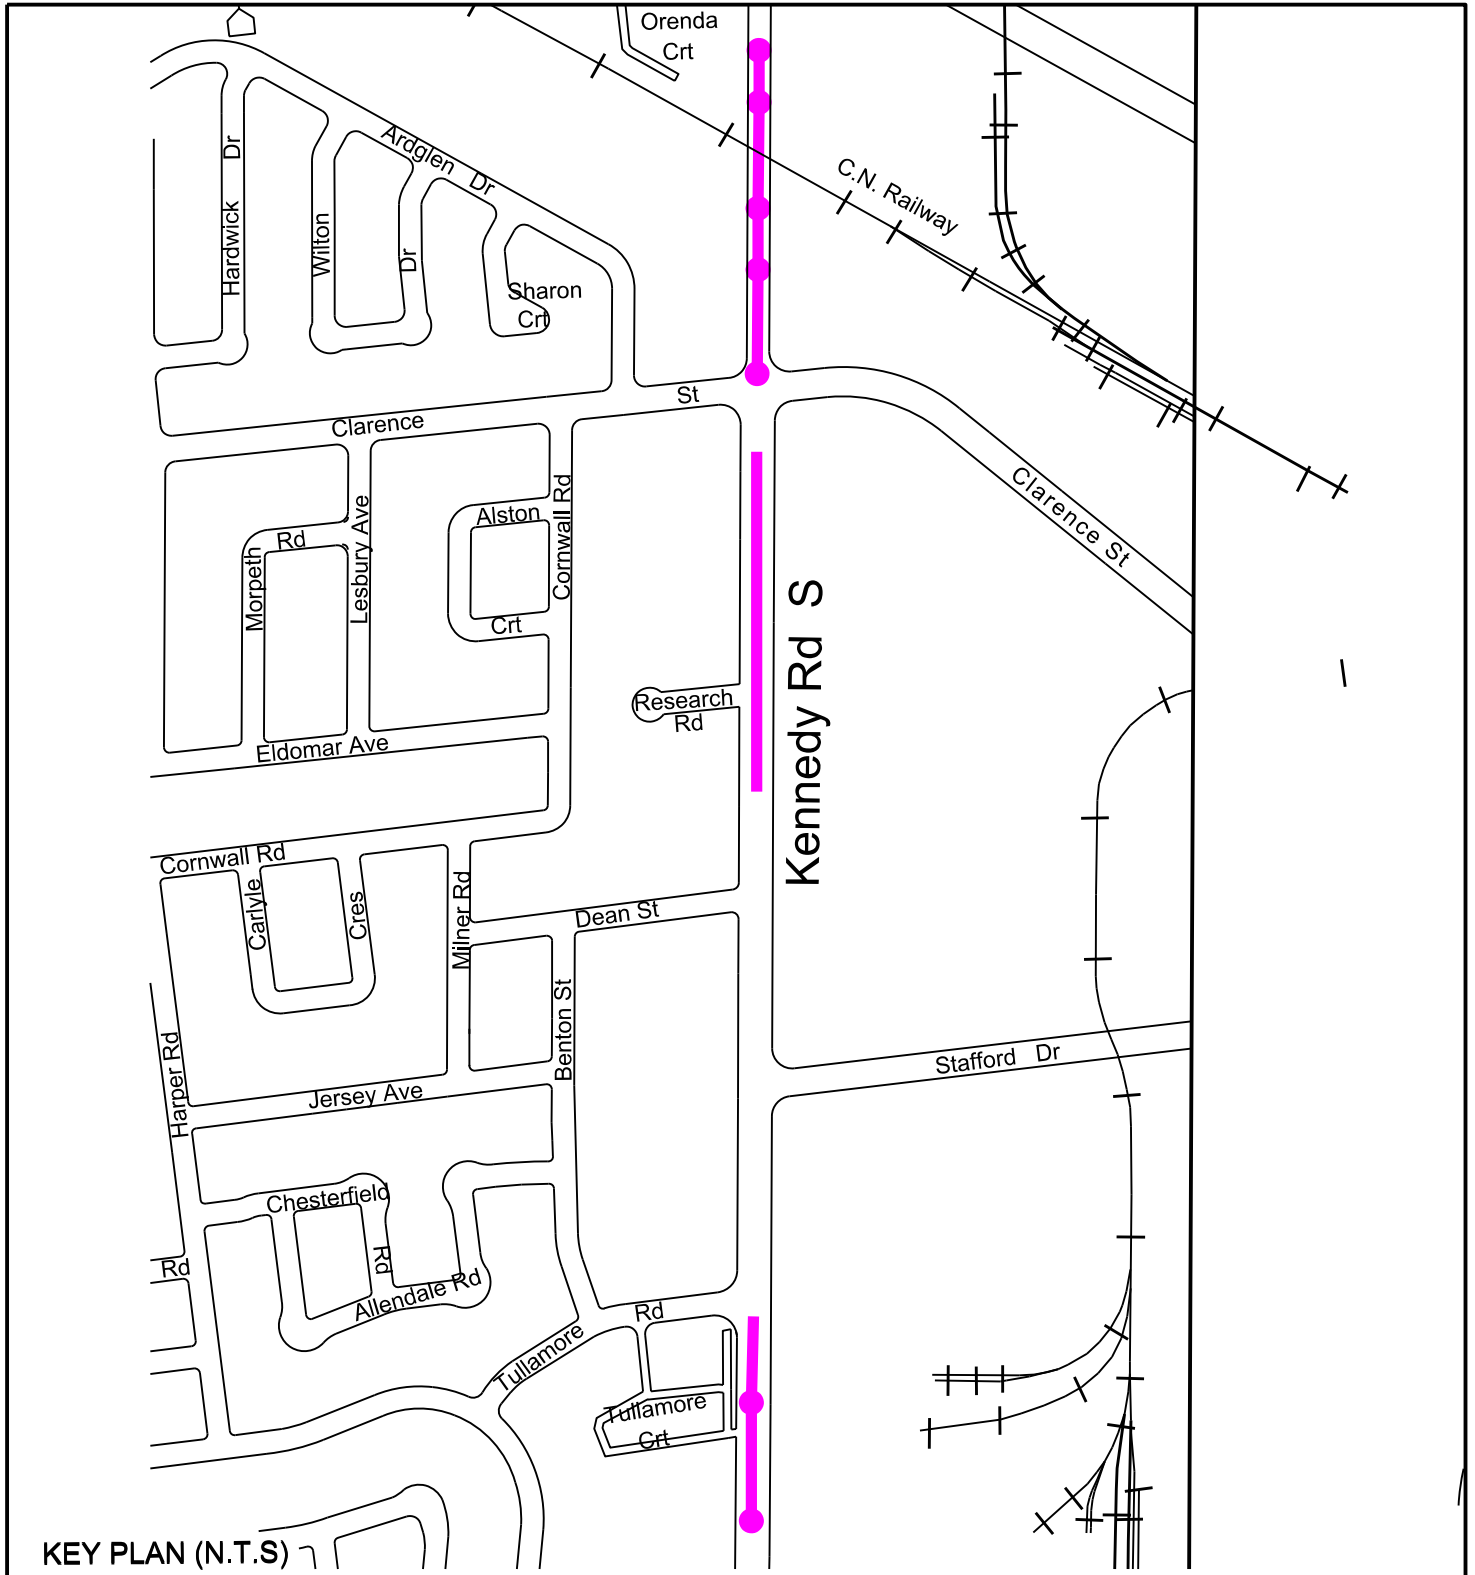 Orenda
Crt
Ardglen Dr
Hardwick Dr
Wilton
Dr
C.N. Railway
Sharon
Crt
St
Clarence
Clarence St
Alston
Cornwall Rd
Lesbury Ave
Rd
Morpeth
Crt
Kennedy Rd S
Research
Rd
Eldomar Ave
Cornwall Rd
Carlyle
Cres
Milner Rd
Dean St
Benton St
Harper Rd
Stafford Dr
Jersey Ave
Chesterfield
Rd
Rd
Allendale Rd
Rd
Tullamore
Tullamore
Crt
KEY PLAN (N.T.S)